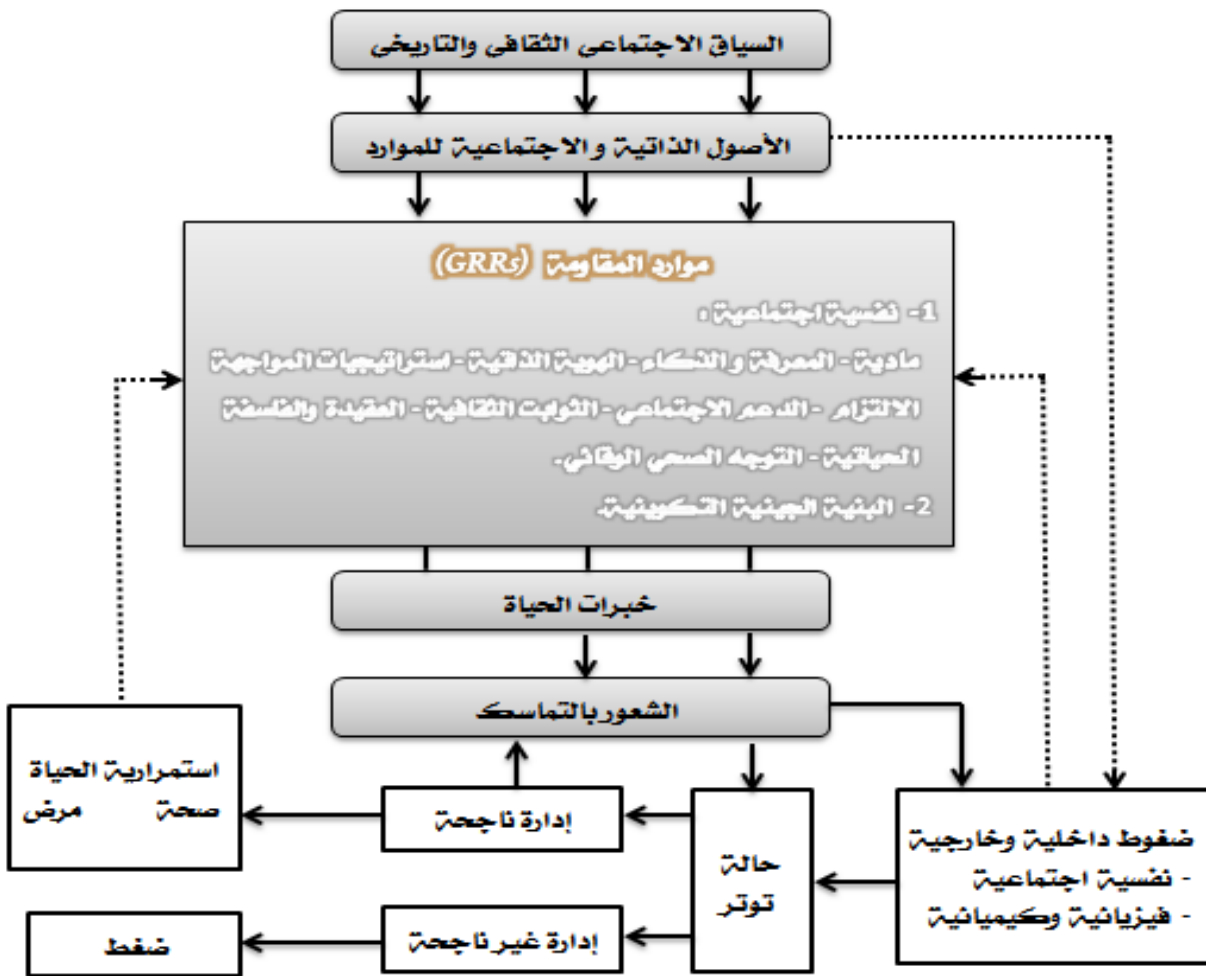 السياق الاجتماعي الثقافي والتاريخي
الأصول الذاتية و الاجتماعية للموارد
موارد المقاومة (GRRs)
1- نفسية اجتماعية :
مادية - المعرفة و الذكاء - الهوية الذاتية - استراتيجيات المواجهة
الالتزام - الدعم الاجتماعي - الثوابت الثقافية - العقيدة والفلسفة
الحياتية - التوجه الصحي الوقائي.
2- البنية الجينية التكوينية.
خبرات الحياة
الشعور بالتماسك
استمرارية الحياة
صحة مرض
إدارة ناجحة
حالة
توتر
ضغوط داخلية وخارجية
- نفسية اجتماعية
- فيزيائية وكيميائية
إدارة غير ناجحة
ضغط